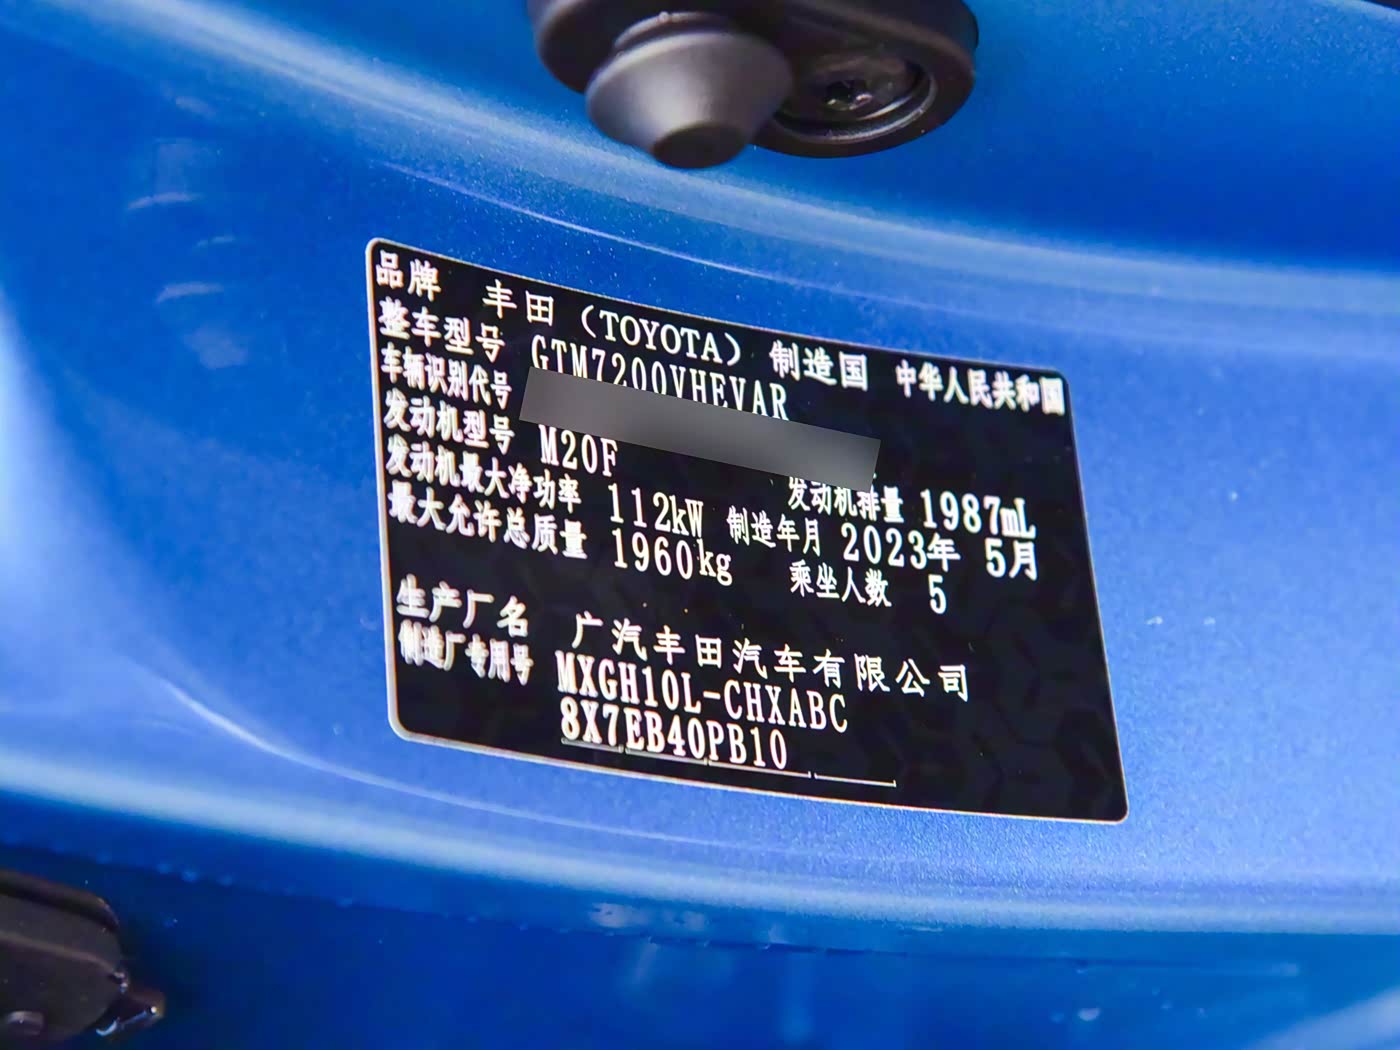 品牌 丰田（TOYOTA） 制造国 中华人民共和国
整车型号 GTM7200VHEVAR
车辆识别代号
发动机型号 M20F 发动机排量 1987mL
发动机最大净功率 112kW 制造年月 2023年 5月
最大允许总质量 1960kg 乘坐人数 5
生产厂名 广汽丰田汽车有限公司
制造厂专用号 MXGH10L-CHXABC
8X7EB40PB10